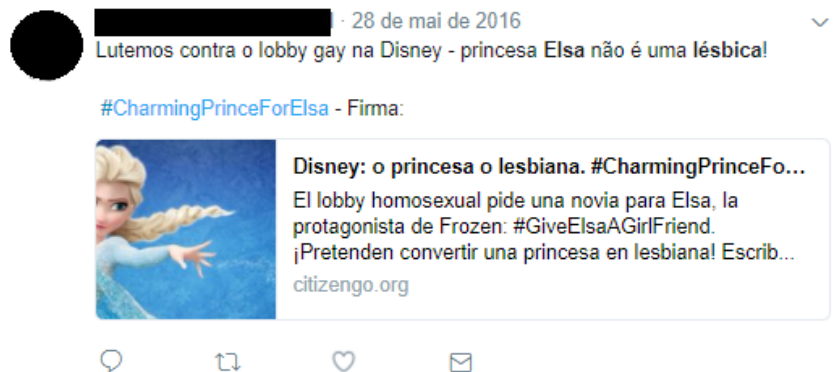 · 28 de mai de 2016
Lutemos contra o lobby gay na Disney - princesa Elsa não é uma lésbica!
#CharmingPrinceForElsa - Firma:
Disney: o princesa o lesbiana. #CharmingPrinceFo...
El lobby homosexual pide una novia para Elsa, la
protagonista de Frozen: #GiveElsaAGirlFriend.
¡Pretenden convertir una princesa en lesbiana! Escrib...
citizengo.org